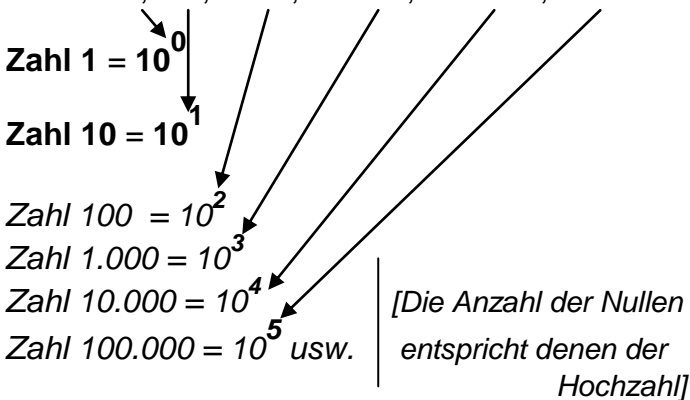 Zahl 1 = 10⁰
Zahl 10 = 10¹
Zahl 100 = 10²
Zahl 1.000 = 10³
Zahl 10.000 = 10⁴ [Die Anzahl der Nullen
Zahl 100.000 = 10⁵ usw. entspricht denen der
Hochzahl]